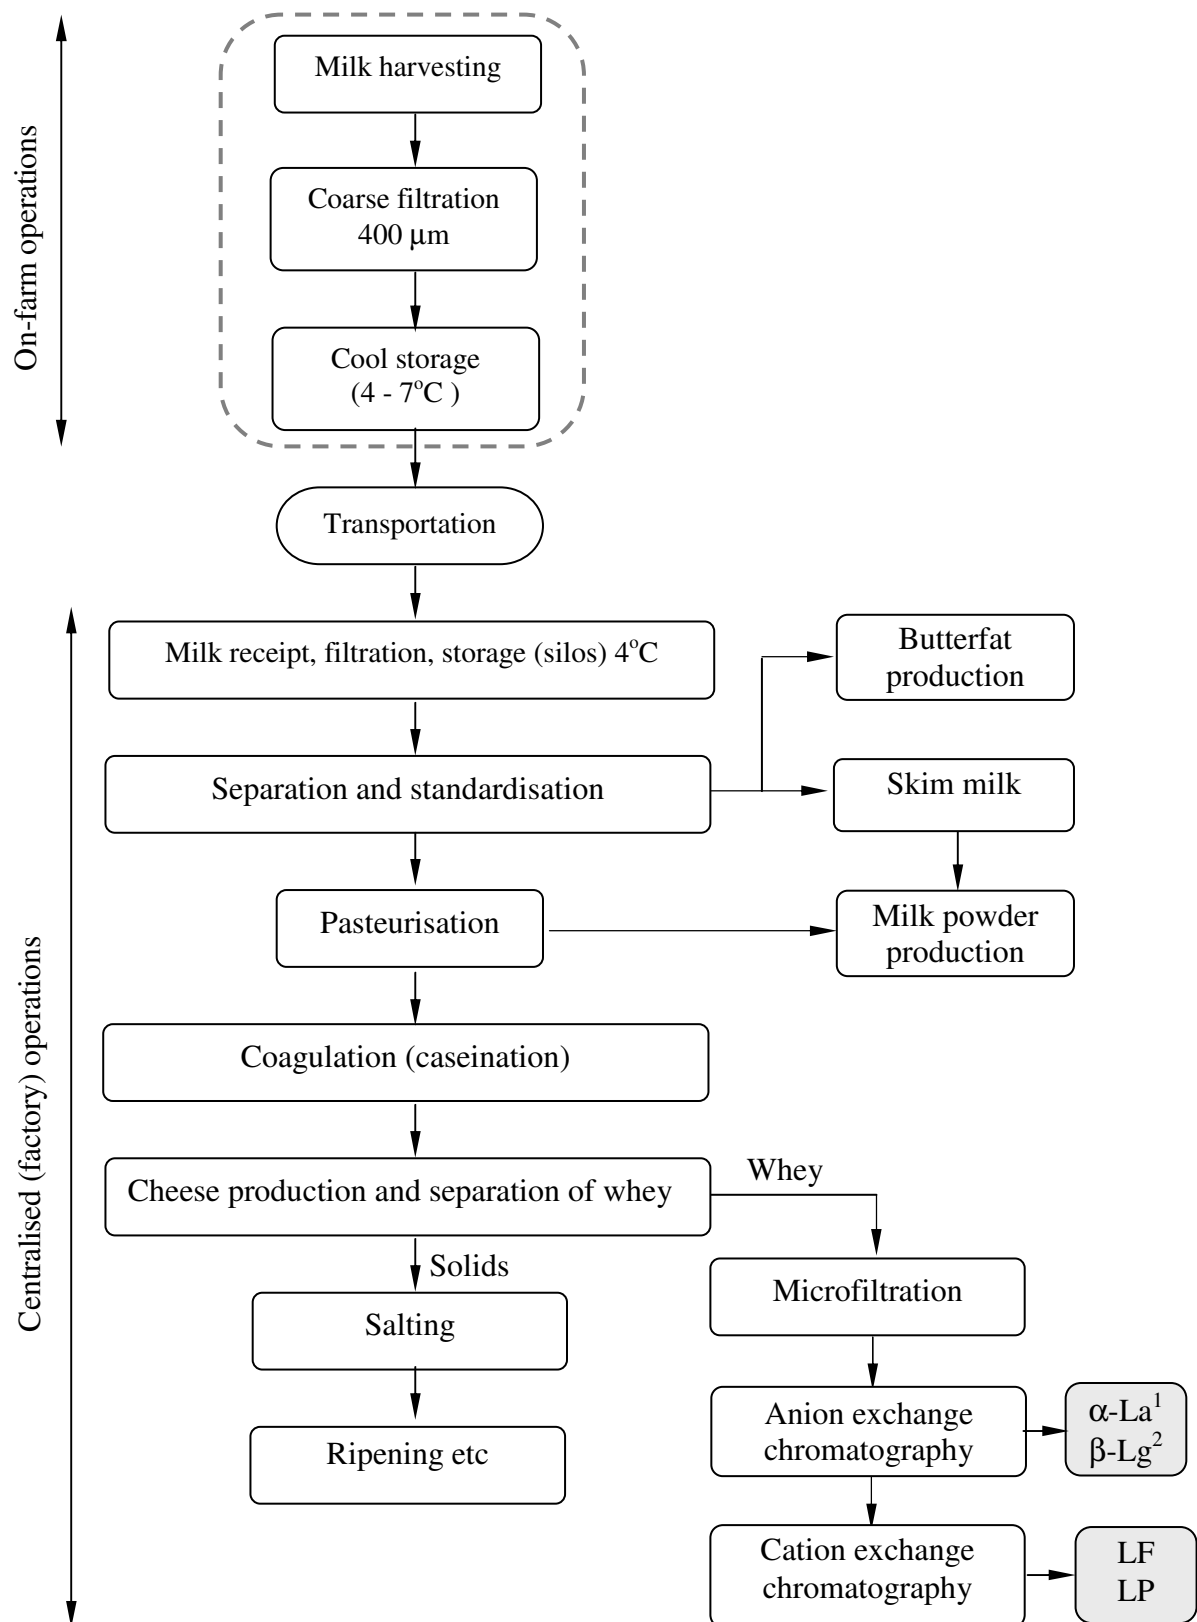 On-farm operations
Milk harvesting
Coarse filtration
400 μm
Cool storage
(4 - 7°C )
Transportation
Centralised (factory) operations
Milk receipt, filtration, storage (silos) 4°C
Butterfat
production
Separation and standardisation
Skim milk
Pasteurisation
Milk powder
production
Coagulation (caseination)
Cheese production and separation of whey
Whey
Solids
Microfiltration
Salting
Anion exchange
chromatography
α-La¹
β-Lg²
Ripening etc
Cation exchange
chromatography
LF
LP